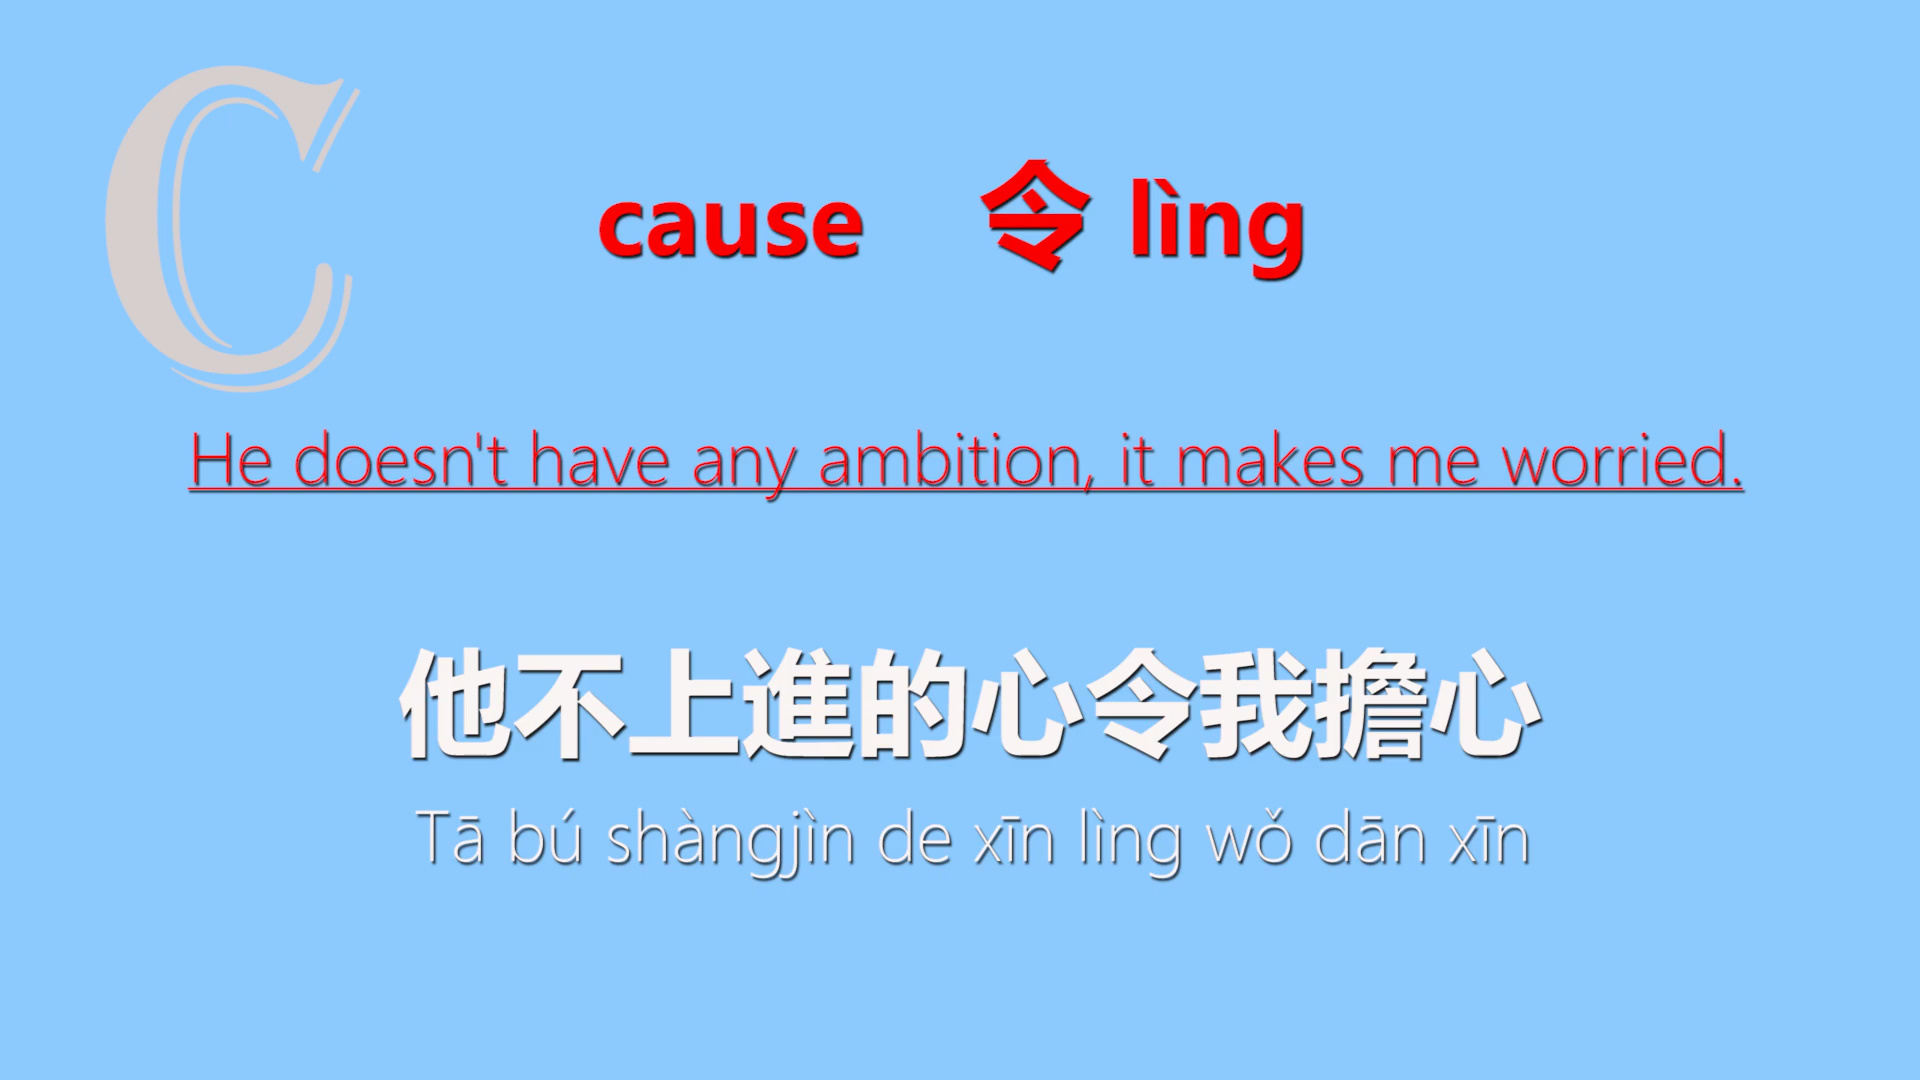 C
cause 令 lìng
He doesn't have any ambition, it makes me worried.
他不上進的心令我擔心
Tā bú shàngjìn de xīn lìng wǒ dān xīn